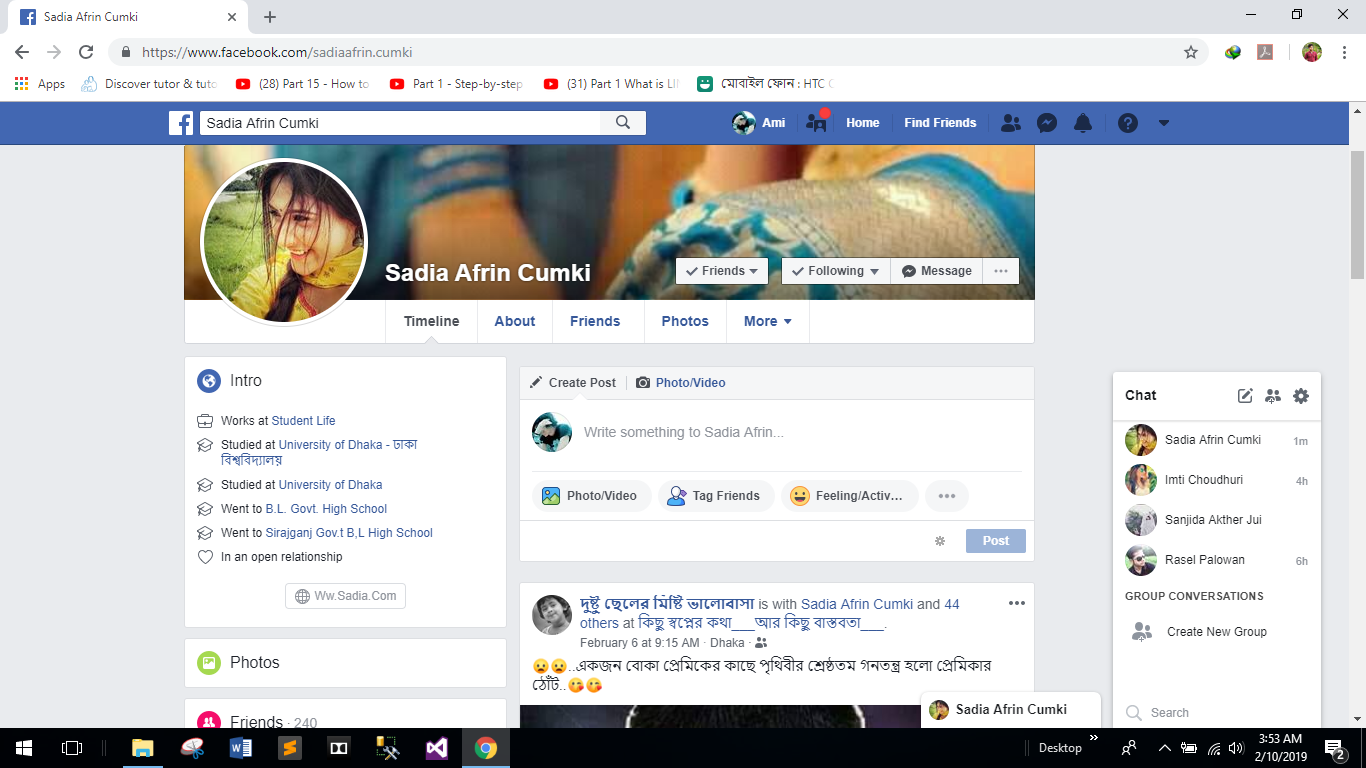 Sadia Afrin Cumki
https://www.facebook.com/sadiaafrin.cumki
Apps
Discover tutor & tuto
(28) Part 15 - How to
Part 1 - Step-by-step
(31) Part 1 What is LI
মোবাইল ফোন : HTC
Sadia Afrin Cumki
Ami
Home
Find Friends
Sadia Afrin Cumki
Friends
Following
Message
Timeline
About
Friends
Photos
More
Intro
Works at Student Life
Studied at University of Dhaka - ঢাকা
বিশ্ববিদ্যালয়
Studied at University of Dhaka
Went to B.L. Govt. High School
Went to Sirajganj Gov.t B,L High School
In an open relationship
Ww.Sadia.Com
Photos
Friends · 240
Create Post
Photo/Video
Write something to Sadia Afrin...
Photo/Video
Tag Friends
Feeling/Activ...
Post
দুষ্টু ছেলের মিষ্টি ভালোবাসা is with Sadia Afrin Cumki and 44
others at কিছু স্বপ্নের কথা___আর কিছু বাস্তবতা___.
February 6 at 9:15 AM · Dhaka ·
😦😦..একজন বোকা প্রেমিকের কাছে পৃথিবীর শ্রেষ্ঠতম গনতন্ত্র হলো প্রেমিকার
ঠোঁট..😋😋
Chat
Sadia Afrin Cumki 1m
Imti Choudhuri 4h
Sanjida Akther Jui
Rasel Palowan 6h
GROUP CONVERSATIONS
Create New Group
Search
Sadia Afrin Cumki
Desktop
3:53 AM
2/10/2019
2